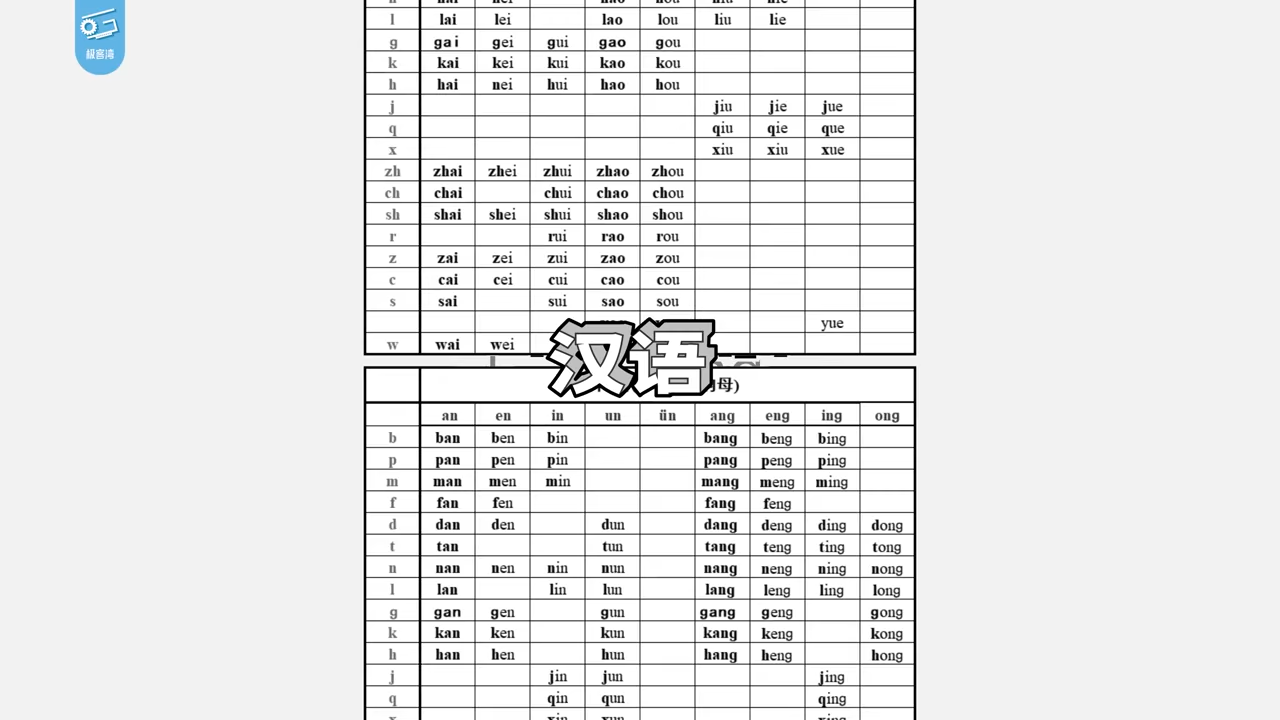 极客湾
l lai lei lao lou liu lie
g gai gei gui gao gou
k kai kei kui kao kou
h hai nei hui hao hou
j jiu jie jue
q qiu qie que
x xiu xiu xue
zh zhai zhei zhui zhao zhou
ch chai chui chao chou
sh shai shei shui shao shou
r rui rao rou
z zai zei zui zao zou
c cai cei cui cao cou
s sai sui sao sou
yue
w wai wei
汉语
母)
an en in un ün ang eng ing ong
b ban ben bin bang beng bing
p pan pen pin pang peng ping
m man men min mang meng ming
f fan fen fang feng
d dan den dun dang deng ding dong
t tan tun tang teng ting tong
n nan nen nin nun nang neng ning nong
l lan lin lun lang leng ling long
g gan gen gun gang geng gong
k kan ken kun kang keng kong
h han hen hun hang heng hong
j jin jun jing
q qin qun qing